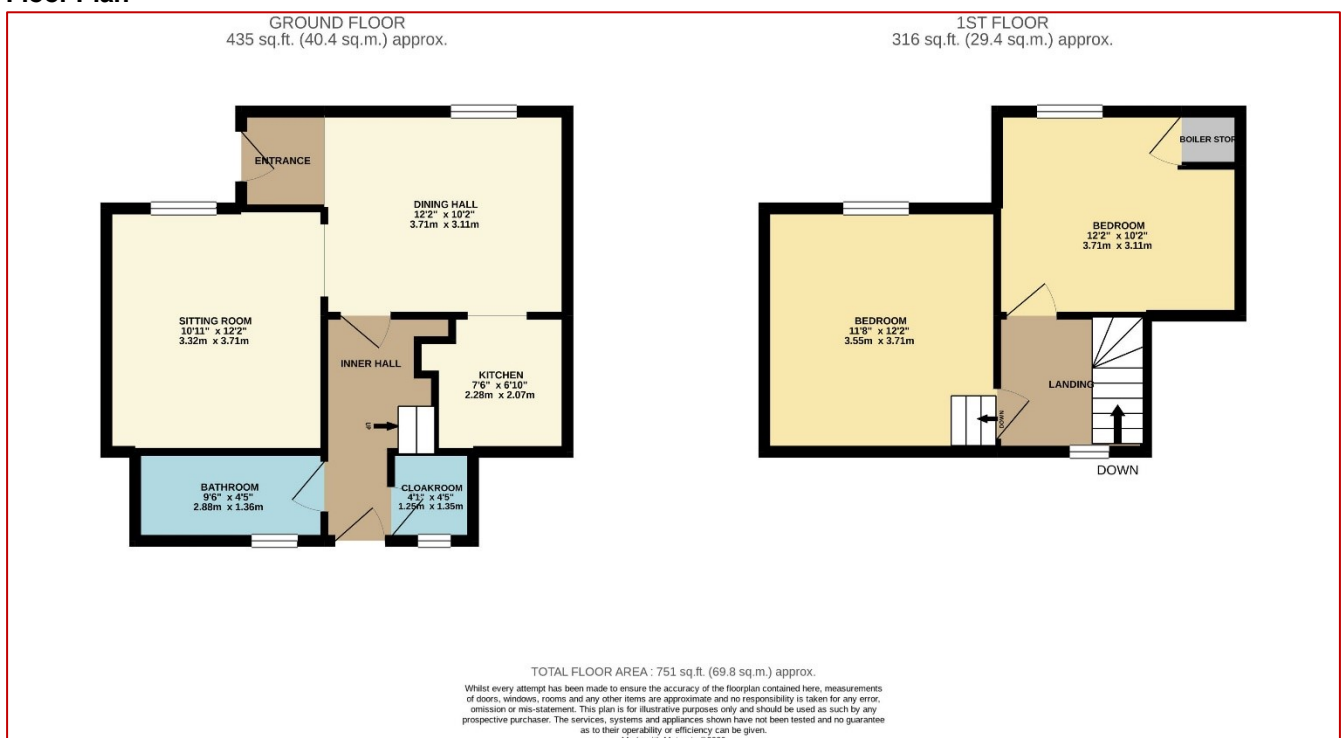 Floor Plan
GROUND FLOOR
435 sq.ft. (40.4 sq.m.) approx.
1ST FLOOR
316 sq.ft. (29.4 sq.m.) approx.
ENTRANCE
DINING HALL
12'2" x 10'2"
3.71m x 3.11m
SITTING ROOM
10'11" x 12'2"
3.32m x 3.71m
INNER HALL
KITCHEN
7'6" x 6'10"
2.28m x 2.07m
UP
BATHROOM
9'6" x 4'5"
2.88m x 1.36m
CLOAKROOM
4'1" x 4'5"
1.25m x 1.35m
BOILER STOR
BEDROOM
12'2" x 10'2"
3.71m x 3.11m
BEDROOM
11'8" x 12'2"
3.55m x 3.71m
LANDING
DOWN
DOWN
TOTAL FLOOR AREA : 751 sq.ft. (69.8 sq.m.) approx.
Whilst every attempt has been made to ensure the accuracy of the floorplan contained here, measurements
of doors, windows, rooms and any other items are approximate and no responsibility is taken for any error,
omission or mis-statement. This plan is for illustrative purposes only and should be used as such by any
prospective purchaser. The services, systems and appliances shown have not been tested and no guarantee
as to their operability or efficiency can be given.